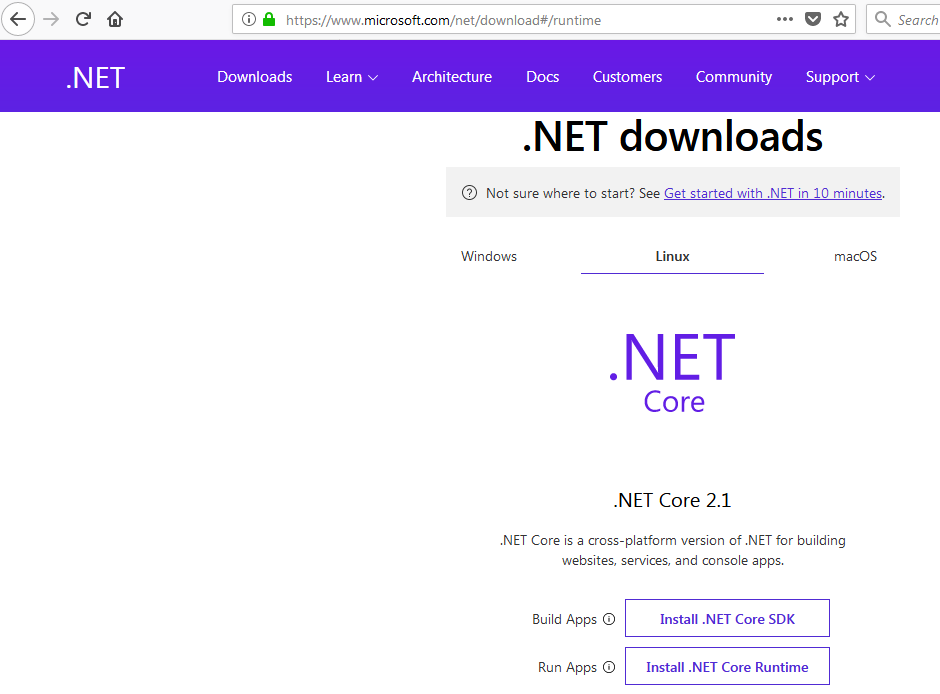 https://www.microsoft.com/net/download#/runtime
Search
.NET Downloads Learn Architecture Docs Customers Community Support
.NET downloads
Not sure where to start? See Get started with .NET in 10 minutes.
Windows Linux macOS
.NET
Core
.NET Core 2.1
.NET Core is a cross-platform version of .NET for building
websites, services, and console apps.
Build Apps Install .NET Core SDK
Run Apps Install .NET Core Runtime